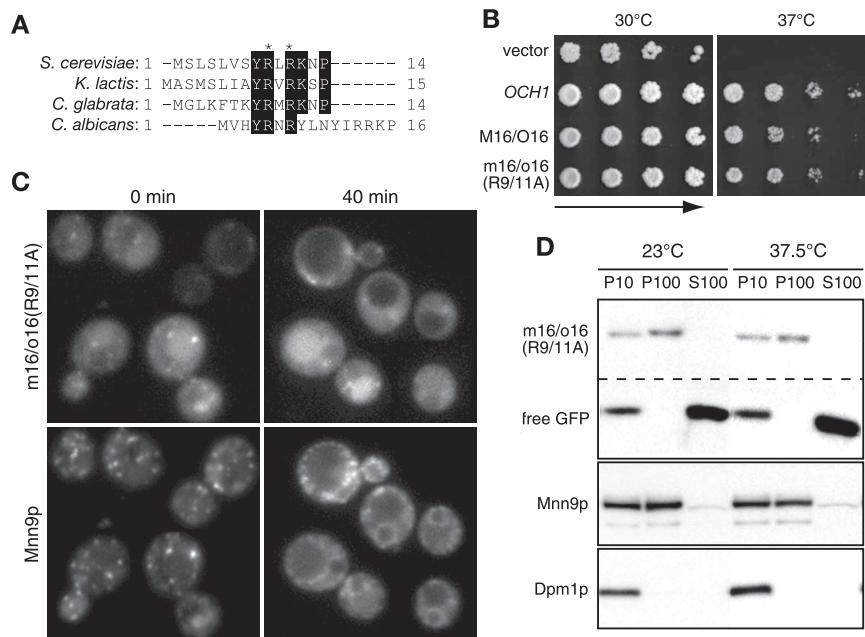 A
* *
S. cerevisiae: 1 –MSLSLVSYRLRKNP–––––– 14
K. lactis: 1 MASMSLIAYRVRKSP–––––– 15
C. glabrata: 1 –MGLKFTKYRMRKNP–––––– 14
C. albicans: 1 –––––MVHYRNRYLNYIRRKP 16
B
30°C 37°C
vector
OCH1
M16/O16
m16/o16
(R9/11A)
C
0 min 40 min
m16/o16(R9/11A)
Mnn9p
D
23°C 37.5°C
P10 P100 S100 P10 P100 S100
m16/o16
(R9/11A)
free GFP
Mnn9p
Dpm1p